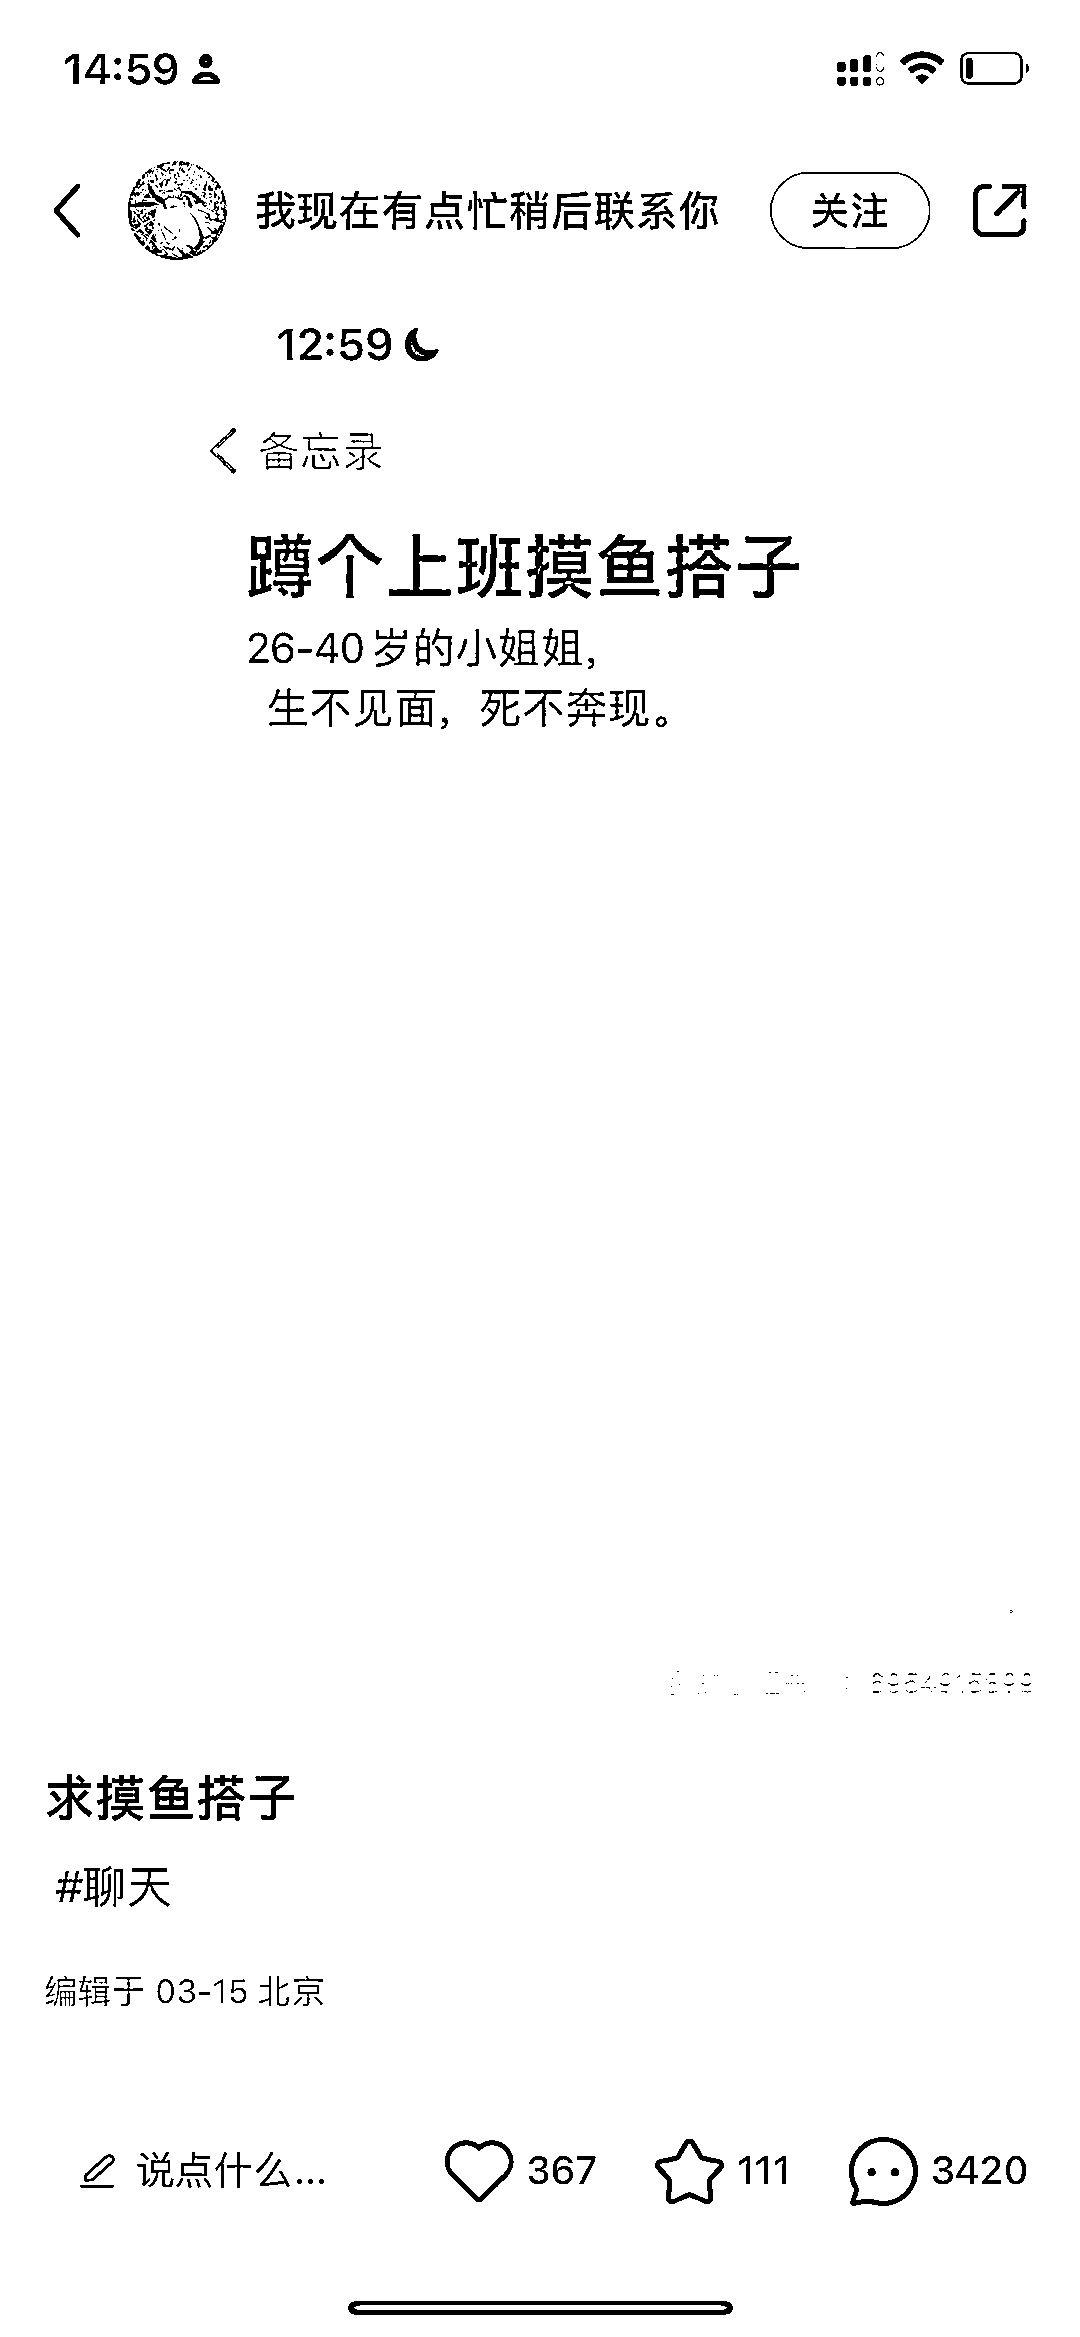 14:59
我现在有点忙稍后联系你
关注
12:59
备忘录
蹲个上班摸鱼搭子
26-40岁的小姐姐，
生不见面，死不奔现。
求摸鱼搭子
#聊天
编辑于 03-15 北京
说点什么...
367
111
3420